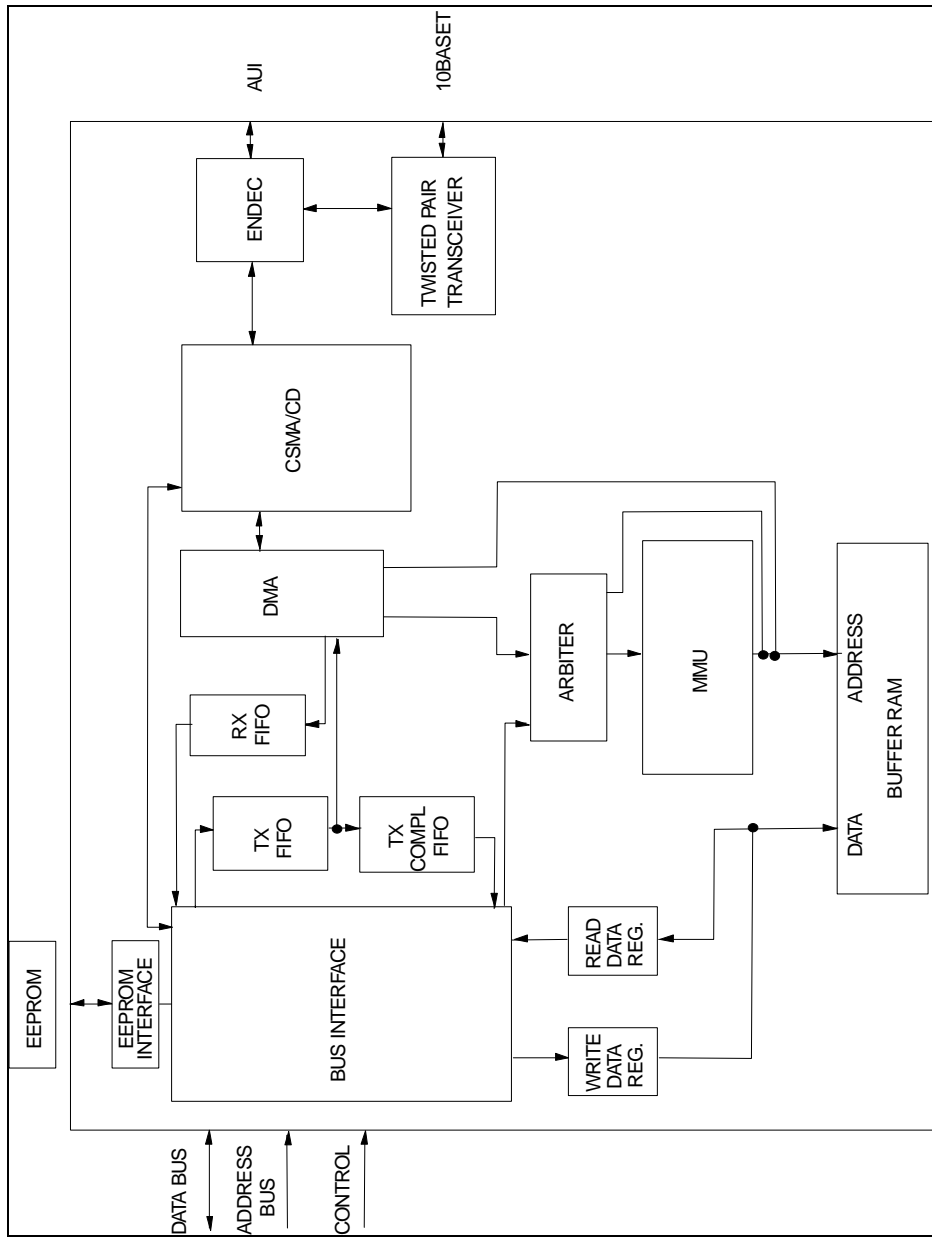 AUI
10BASET
ENDEC
TWISTED PAIR
TRANSCEIVER
CSMA/CD
DMA
ARBITER
MMU
ADDRESS
BUFFER RAM
DATA
RX
FIFO
TX
FIFO
TX
COMPL
FIFO
EEPROM
EEPROM
INTERFACE
BUS INTERFACE
READ
DATA
REG.
WRITE
DATA
REG.
DATA BUS
ADDRESS
BUS
CONTROL